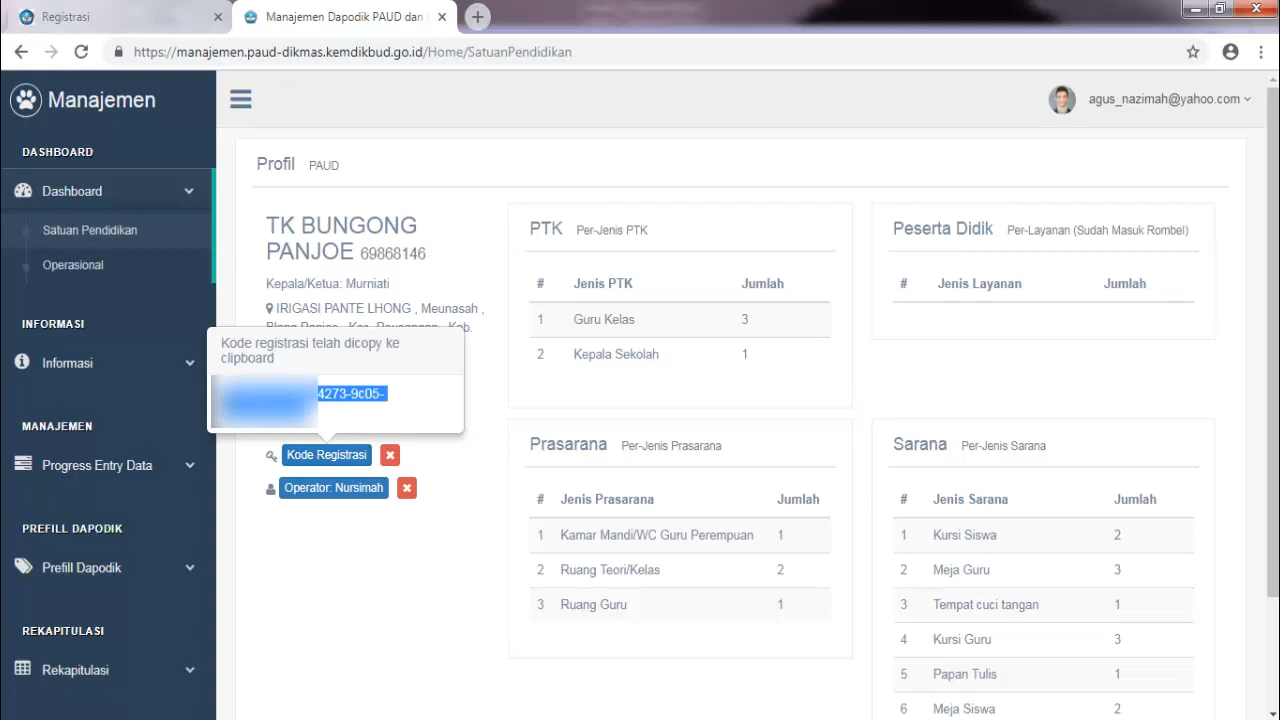 Registrasi
Manajemen Dapodik PAUD dan
https://manajemen.paud-dikmas.kemdikbud.go.id/Home/SatuanPendidikan
Manajemen
agus_nazimah@yahoo.com
DASHBOARD
Dashboard
Satuan Pendidikan
Operasional
INFORMASI
Informasi
MANAJEMEN
Progress Entry Data
PREFILL DAPODIK
Prefill Dapodik
REKAPITULASI
Rekapitulasi
Profil PAUD
TK BUNGONG
PANJOE 69868146
Kepala/Ketua: Murniati
IRIGASI PANTE LHONG , Meunasah ,
Kode registrasi telah dicopy ke
clipboard
4273-9c05-
Kode Registrasi
Operator: Nursimah
PTK Per-Jenis PTK
# Jenis PTK Jumlah
1 Guru Kelas 3
2 Kepala Sekolah 1
Peserta Didik Per-Layanan (Sudah Masuk Rombel)
# Jenis Layanan Jumlah
Prasarana Per-Jenis Prasarana
# Jenis Prasarana Jumlah
1 Kamar Mandi/WC Guru Perempuan 1
2 Ruang Teori/Kelas 2
3 Ruang Guru 1
Sarana Per-Jenis Sarana
# Jenis Sarana Jumlah
1 Kursi Siswa 2
2 Meja Guru 3
3 Tempat cuci tangan 1
4 Kursi Guru 3
5 Papan Tulis 1
6 Meja Siswa 2